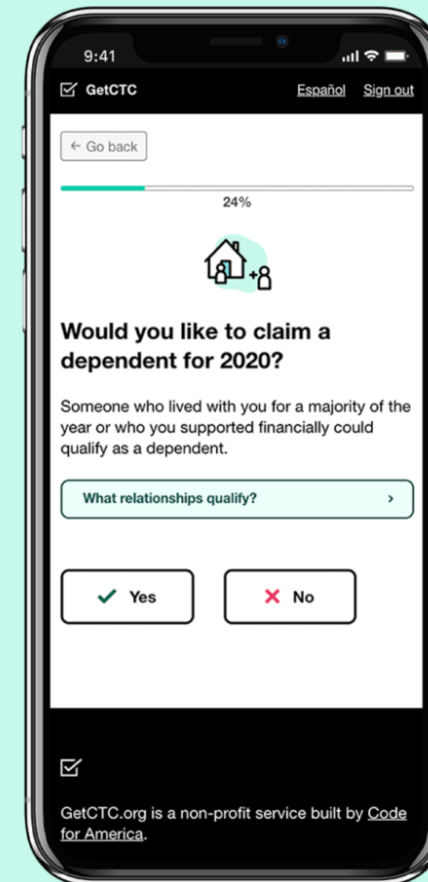 9:41
GetCTC Español Sign out
← Go back
24%
Would you like to claim a
dependent for 2020?
Someone who lived with you for a majority of the
year or who you supported financially could
qualify as a dependent.
What relationships qualify? ›
Yes No
GetCTC.org is a non-profit service built by Code
for America.